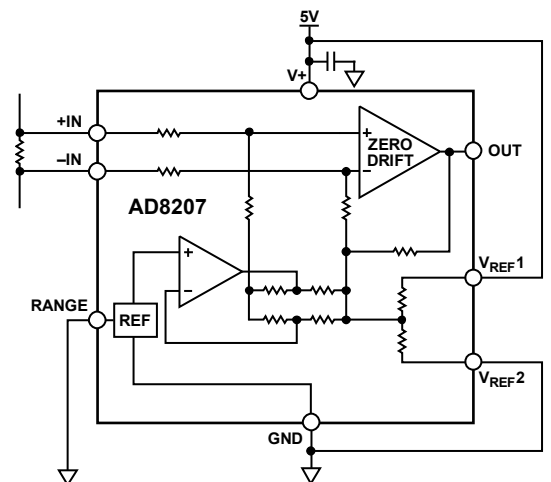 5V
V+
+IN
–IN
+
–
ZERO
DRIFT
OUT
AD8207
+
–
VREF1
RANGE
REF
VREF2
GND